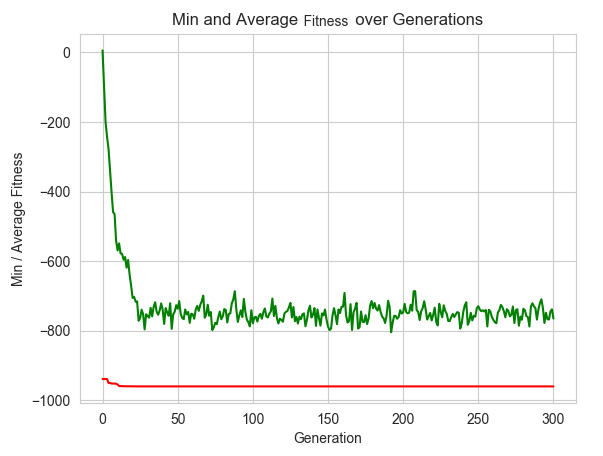 Min and Average Fitness over Generations
0
−200
−400
−600
−800
−1000
Min / Average Fitness
0 50 100 150 200 250 300
Generation